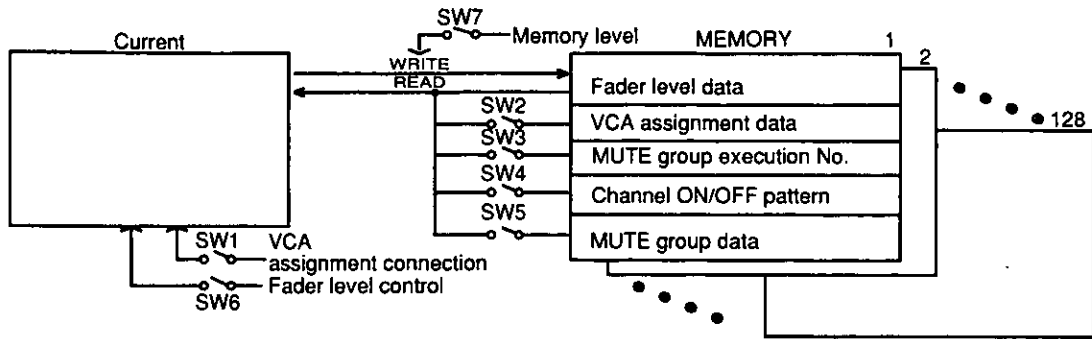 SW7
Memory level
Current
MEMORY
1
2
WRITE
READ
Fader level data
128
SW2
VCA assignment data
SW3
MUTE group execution No.
SW4
Channel ON/OFF pattern
SW5
MUTE group data
SW1
VCA
assignment connection
Fader level control
SW6